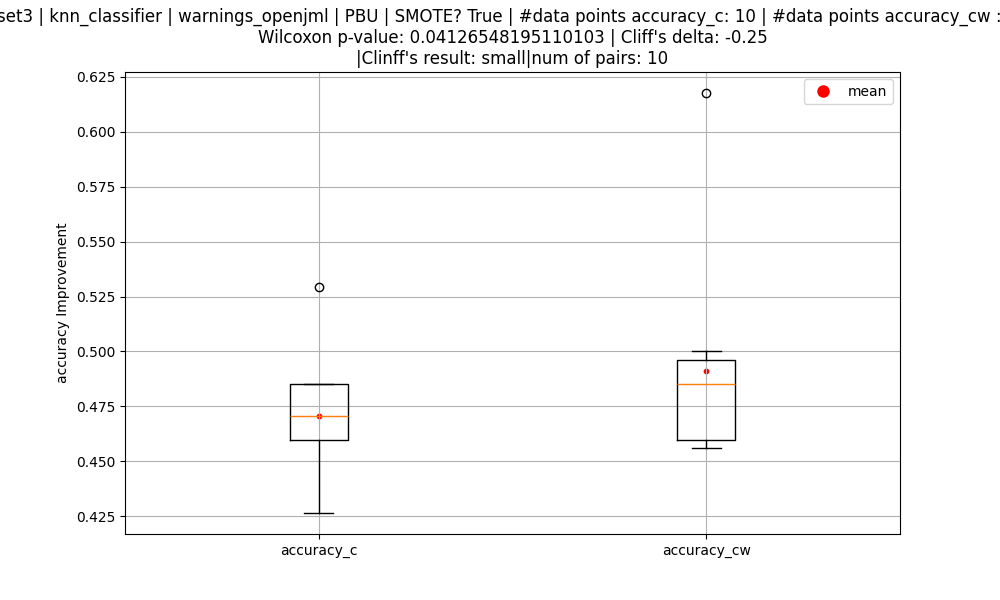 set3 | knn_classifier | warnings_openjml | PBU | SMOTE? True | #data points accuracy_c: 10 | #data points accuracy_cw :
Wilcoxon p-value: 0.04126548195110103 | Cliff's delta: -0.25
|Clinff's result: small|num of pairs: 10
mean
0.625
0.600
0.575
0.550
0.525
0.500
0.475
0.450
0.425
accuracy Improvement
accuracy_c
accuracy_cw